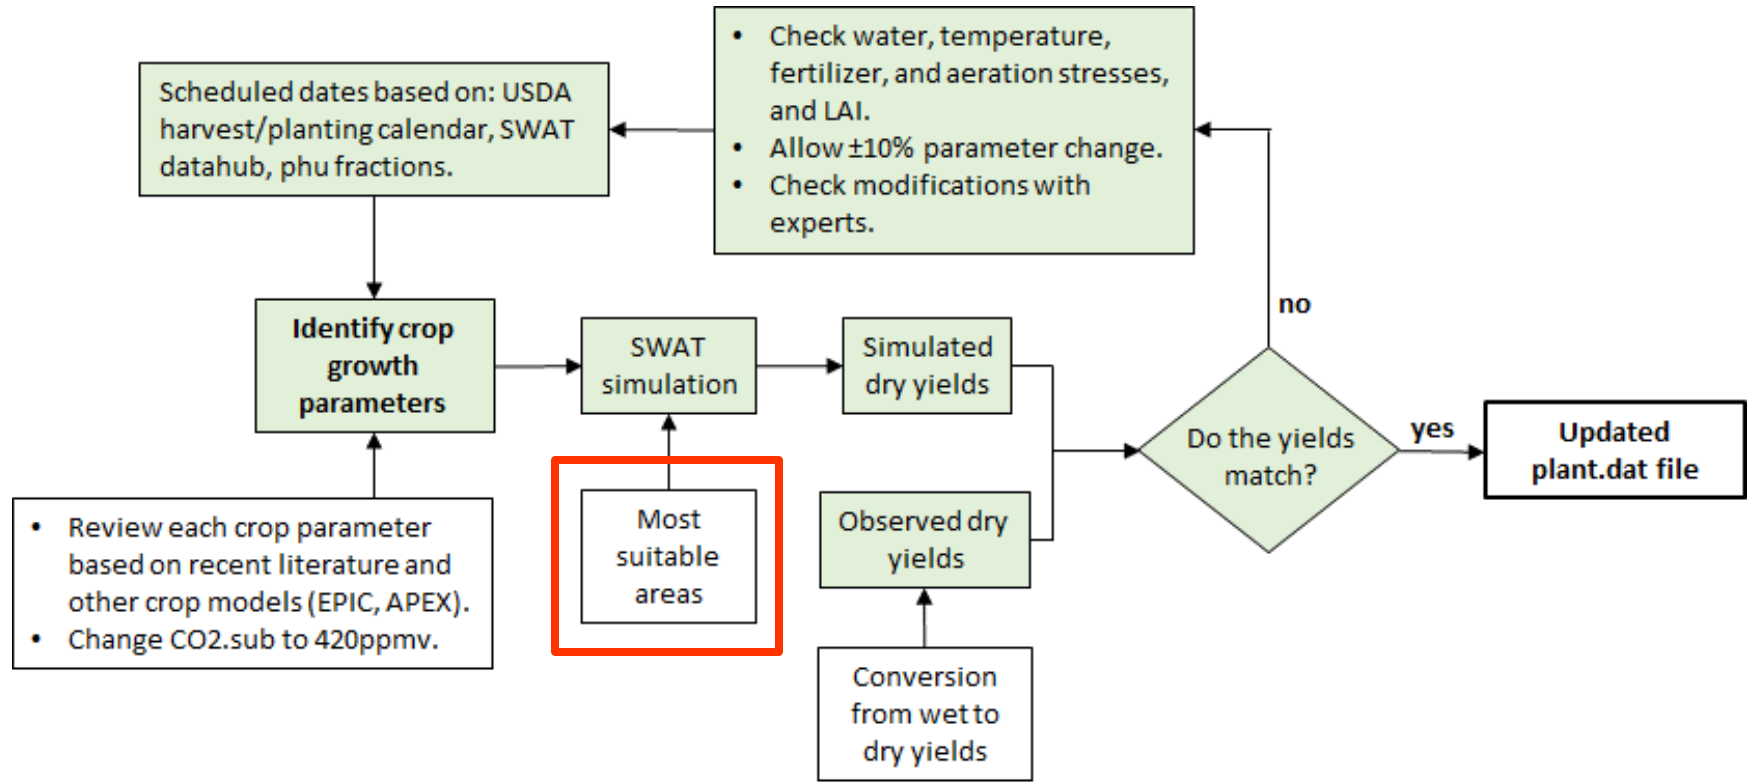 • Check water, temperature,
fertilizer, and aeration stresses,
and LAI.
• Allow ±10% parameter change.
• Check modifications with
experts.
Scheduled dates based on: USDA
harvest/planting calendar, SWAT
datahub, phu fractions.
no
Identify crop
growth
parameters
SWAT
simulation
Simulated
dry yields
Do the yields
match?
yes
Updated
plant.dat file
• Review each crop parameter
based on recent literature and
other crop models (EPIC, APEX).
• Change CO2.sub to 420ppmv.
Most
suitable
areas
Observed dry
yields
Conversion
from wet to
dry yields